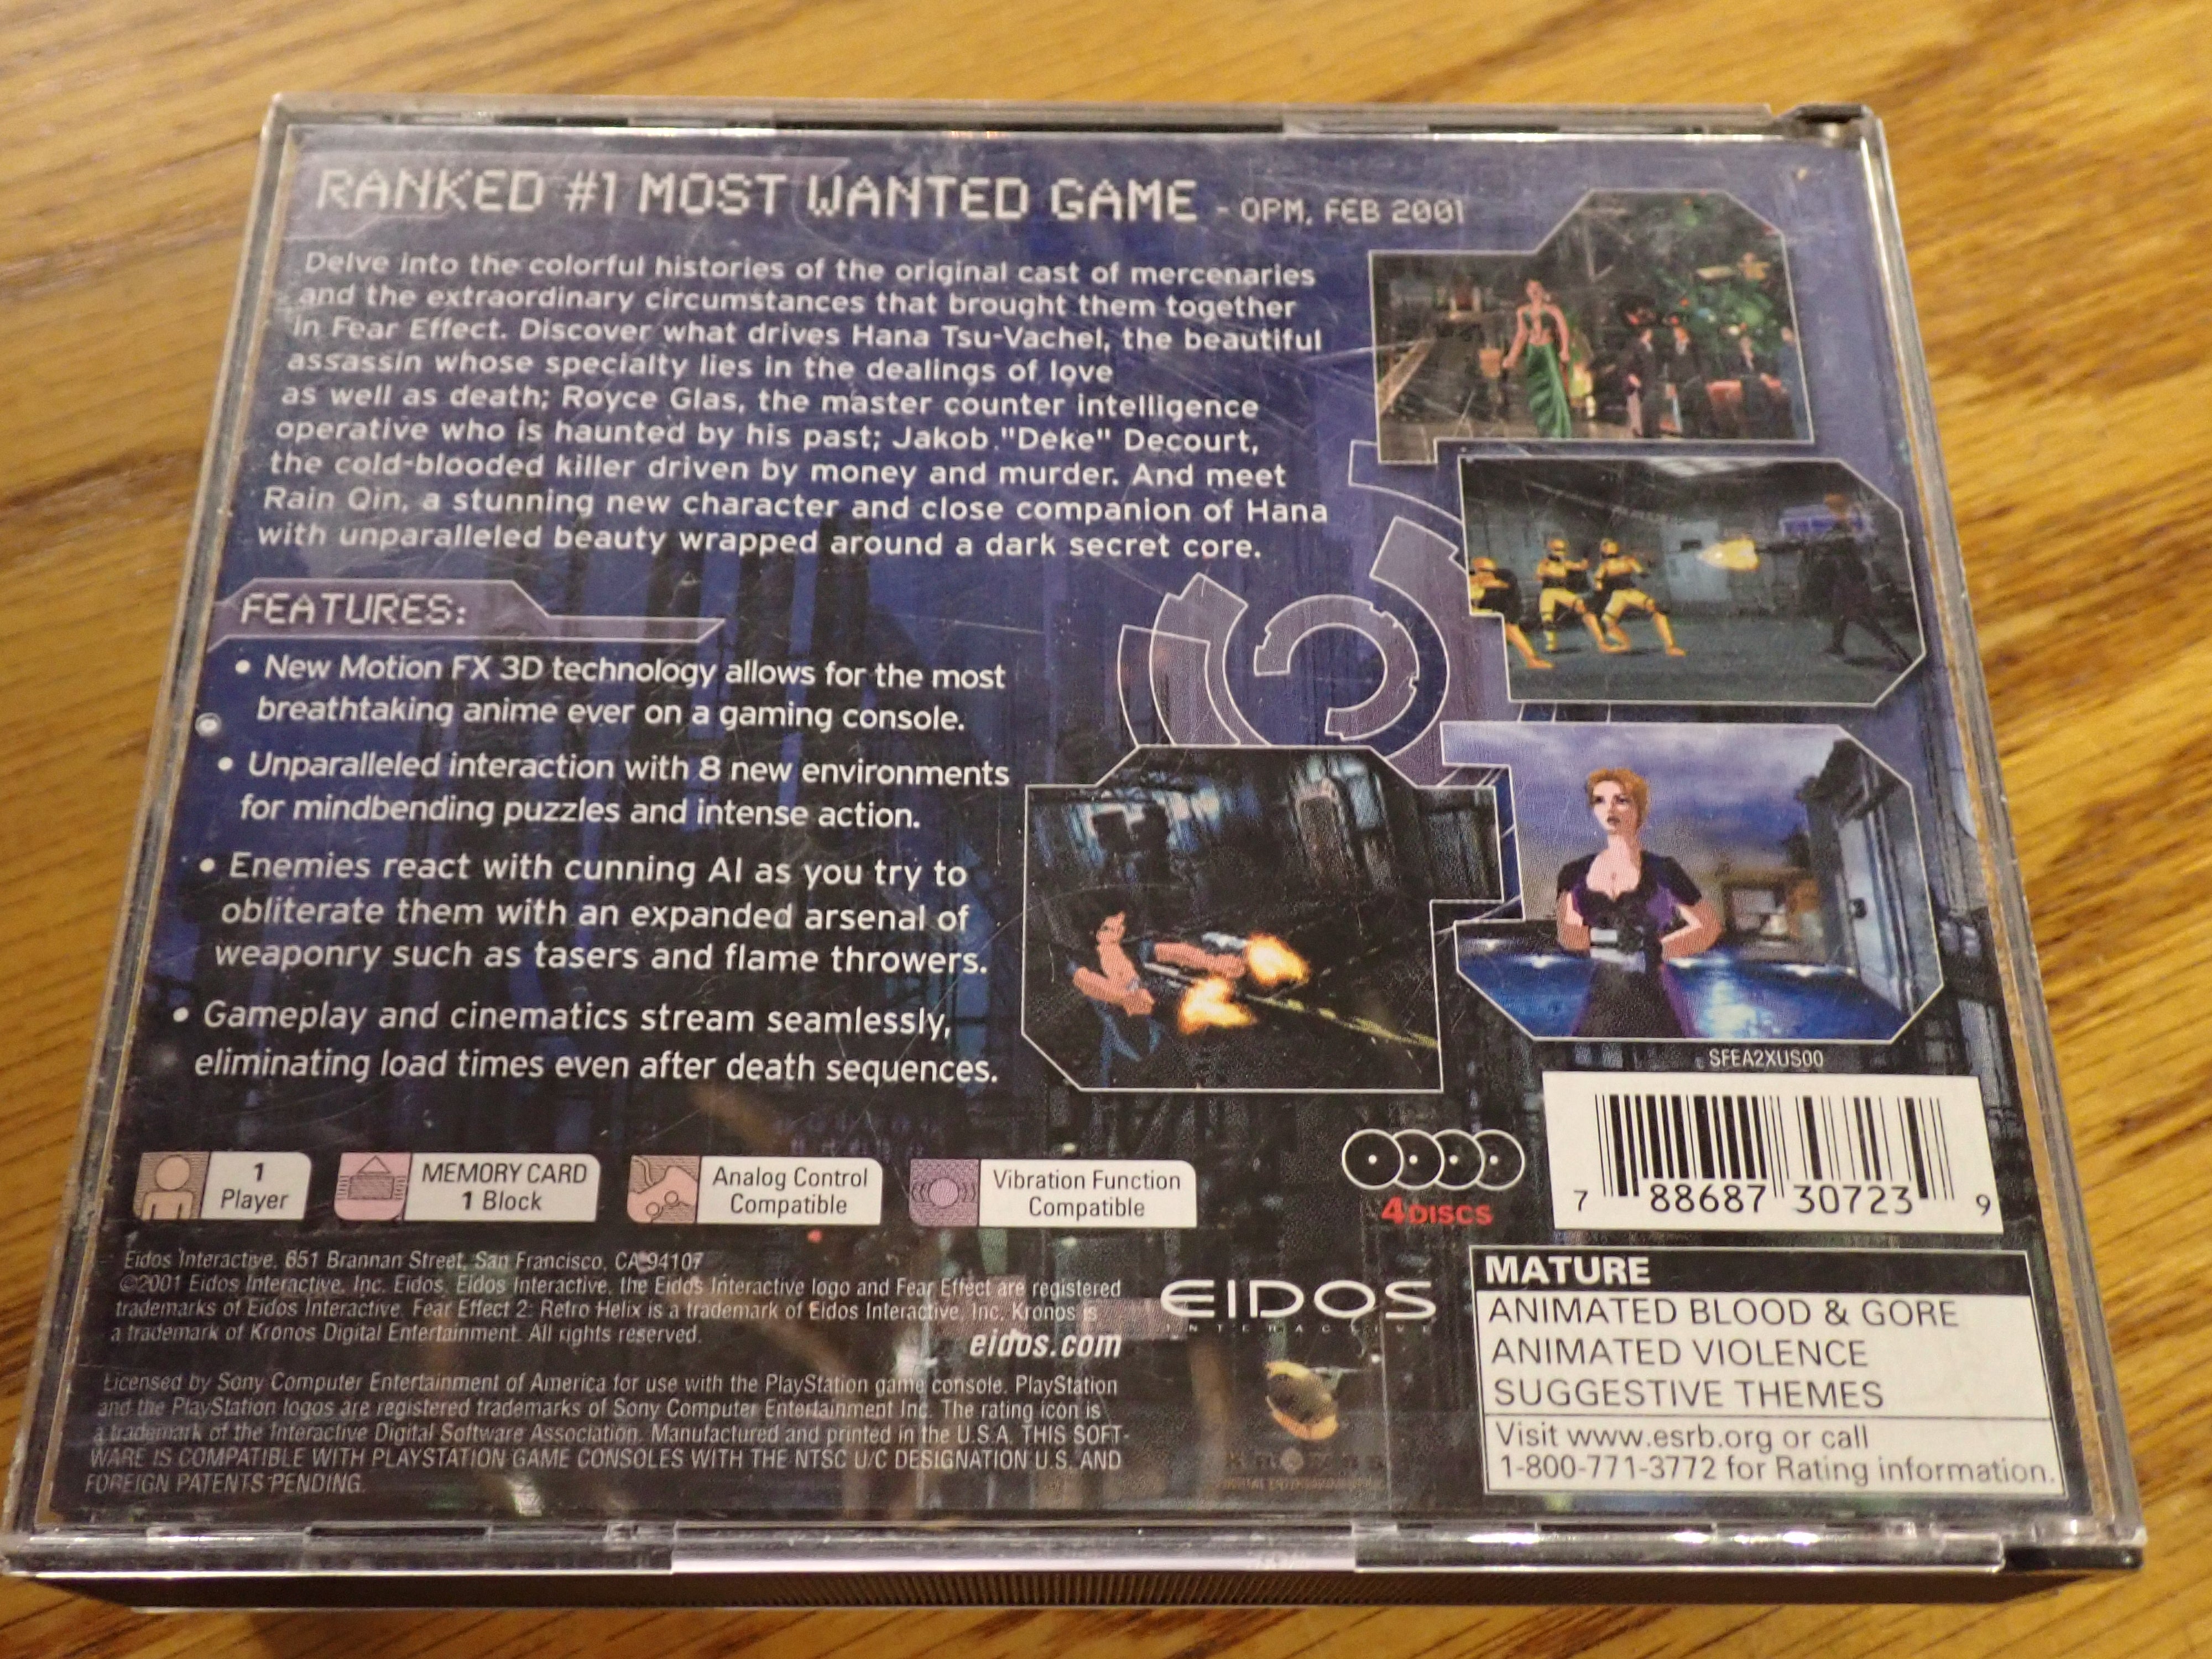 RANKED #1 MOST WANTED GAME - OPM, FEB 2001
Delve into the colorful histories of the original cast of mercenaries
and the extraordinary circumstances that brought them together
in Fear Effect. Discover what drives Hana Tsu-Vachel, the beautiful
assassin whose specialty lies in the dealings of love
as well as death; Royce Glas, the master counter intelligence
operative who is haunted by his past; Jakob "Deke" Decourt,
the cold-blooded killer driven by money and murder. And meet
Rain Qin, a stunning new character and close companion of Hana
with unparalleled beauty wrapped around a dark secret core.
FEATURES:
• New Motion FX 3D technology allows for the most
breathtaking anime ever on a gaming console.
• Unparalleled interaction with 8 new environments
for mindbending puzzles and intense action.
• Enemies react with cunning AI as you try to
obliterate them with an expanded arsenal of
weaponry such as tasers and flame throwers.
• Gameplay and cinematics stream seamlessly,
eliminating load times even after death sequences.
SFEA2XUS00
1
Player
MEMORY CARD
1 Block
Analog Control
Compatible
Vibration Function
Compatible
4 DISCS
7 88687 30723 9
Eidos Interactive, 651 Brannan Street, San Francisco, CA 94107
©2001 Eidos Interactive, Inc. Eidos, Eidos Interactive, the Eidos Interactive logo and Fear Effect are registered
trademarks of Eidos Interactive. Fear Effect 2: Retro Helix is a trademark of Eidos Interactive, Inc. Kronos is
a trademark of Kronos Digital Entertainment. All rights reserved.
eidos.com
Licensed by Sony Computer Entertainment of America for use with the PlayStation game console. PlayStation
and the PlayStation logos are registered trademarks of Sony Computer Entertainment Inc. The rating icon is
a trademark of the Interactive Digital Software Association. Manufactured and printed in the U.S.A. THIS SOFT-
WARE IS COMPATIBLE WITH PLAYSTATION GAME CONSOLES WITH THE NTSC U/C DESIGNATION U.S. AND
FOREIGN PATENTS PENDING.
EIDOS
INTERACTIVE
MATURE
ANIMATED BLOOD & GORE
ANIMATED VIOLENCE
SUGGESTIVE THEMES
Visit www.esrb.org or call
1-800-771-3772 for Rating information.